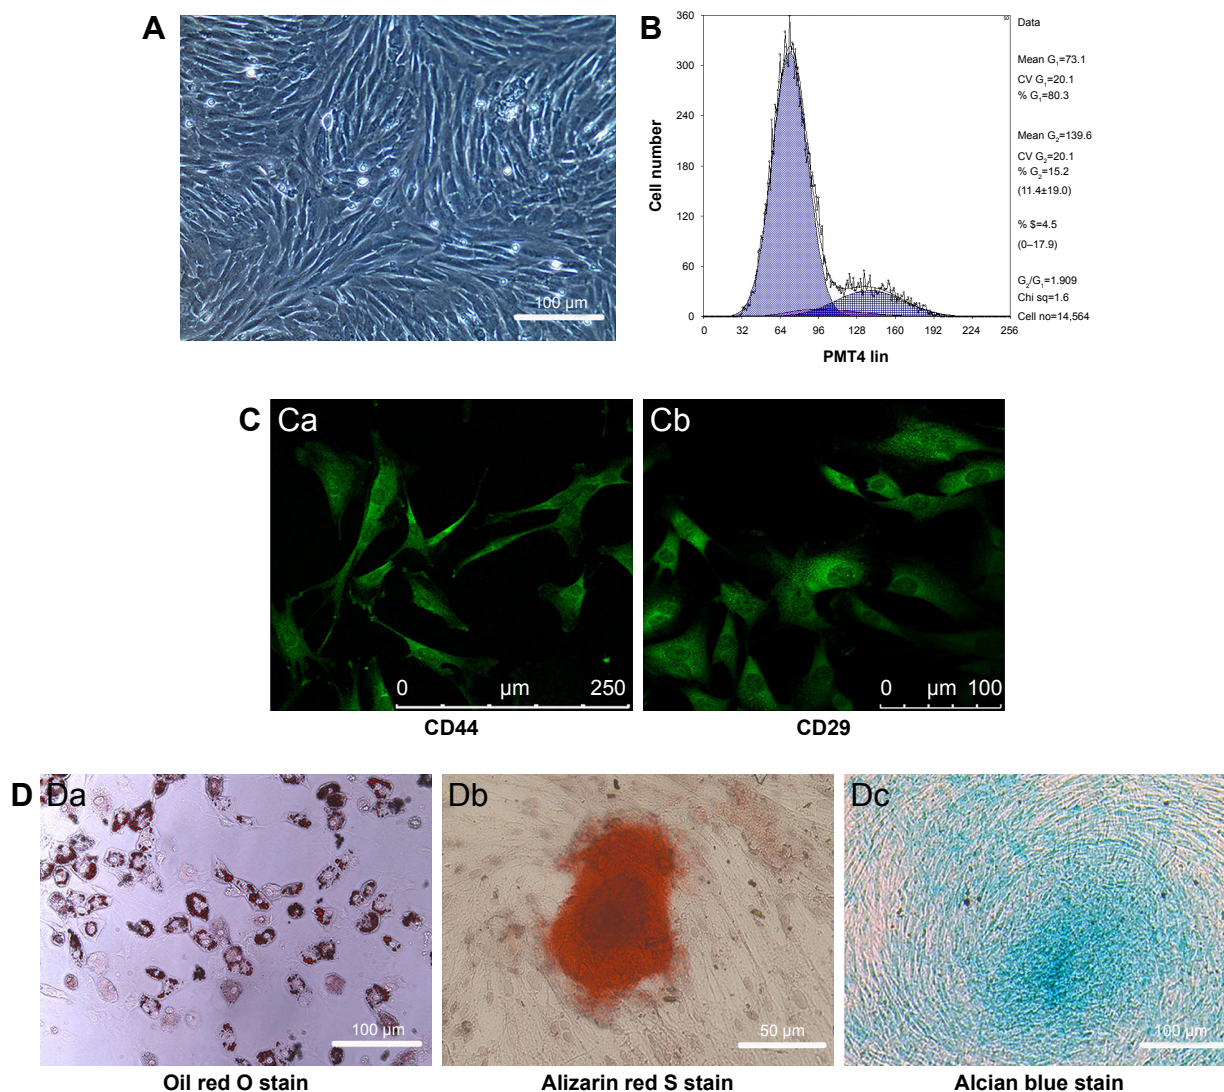 A
100 µm
B
Cell number
360
300
240
180
120
60
0
0 32 64 96 128 160 192 224 256
PMT4 lin
Data
Mean G1=73.1
CV G1=20.1
% G1=80.3
Mean G2=139.6
CV G2=20.1
% G2=15.2
(11.4±19.0)
% $=4.5
(0–17.9)
G2/G1=1.909
Chi sq=1.6
Cell no=14,564
C
Ca
0 µm 250
CD44
Cb
0 µm 100
CD29
D
Da
100 µm
Oil red O stain
Db
50 µm
Alizarin red S stain
Dc
100 µm
Alcian blue stain